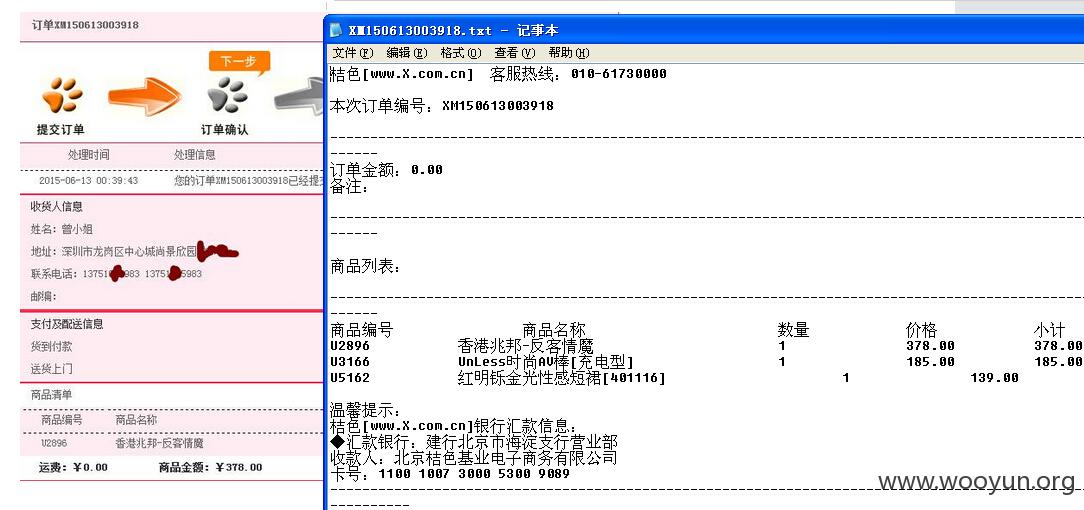 订单XM150613003918
下一步
提交订单
订单确认
处理时间 处理信息
2015-06-13 00:39:43 您的订单XM150613003918已经提
收货人信息
姓名: 曾小姐
地址: 深圳市龙岗区中心城尚景欣园
联系电话: 1375 983 1375 5983
邮编:
支付及配送信息
货到付款
送货上门
商品清单
商品编号 商品名称
U2896 香港兆邦-反客情魔
运费: ￥0.00 商品金额: ￥378.00
XM150613003918.txt - 记事本
文件(F) 编辑(E) 格式(O) 查看(V) 帮助(H)
桔色[www.X.com.cn] 客服热线: 010-61730000
本次订单编号: XM150613003918
------
订单金额: 0.00
备注:
------
商品列表:
------
商品编号 商品名称 数量 价格 小计
U2896 香港兆邦-反客情魔 1 378.00 378.00
U3166 UnLess时尚AV棒[充电型] 1 185.00 185.00
U5162 红明铄金光性感短裙[401116] 1 139.00
温馨提示:
桔色[www.X.com.cn]银行汇款信息:
◆汇款银行: 建行北京市海淀支行营业部
收款人: 北京桔色基业电子商务有限公司
卡号: 1100 1007 3000 5300 9089
----------
www.wooyun.org